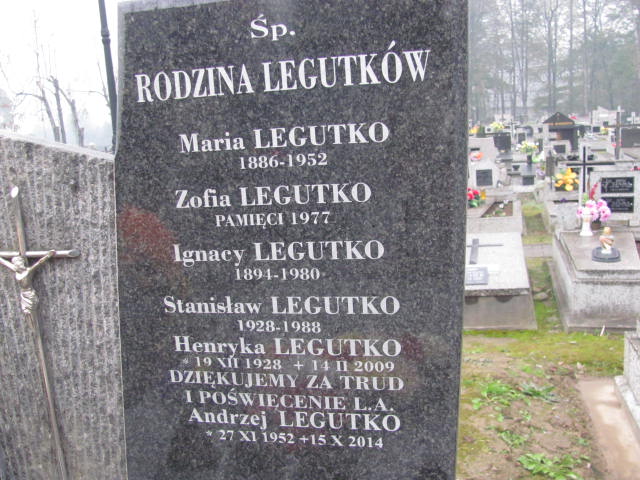 Śp.
RODZINA LEGUTKÓW
Maria LEGUTKO
1886-1952
Zofia LEGUTKO
PAMIĘCI 1977
Ignacy LEGUTKO
1894-1980
Stanisław LEGUTKO
1928-1988
Henryka LEGUTKO
* 19 XII 1928 + 14 II 2009
DZIĘKUJEMY ZA TRUD
I POŚWIECENIE L.A.
Andrzej LEGUTKO
* 27 XI 1952 +15 X 2014